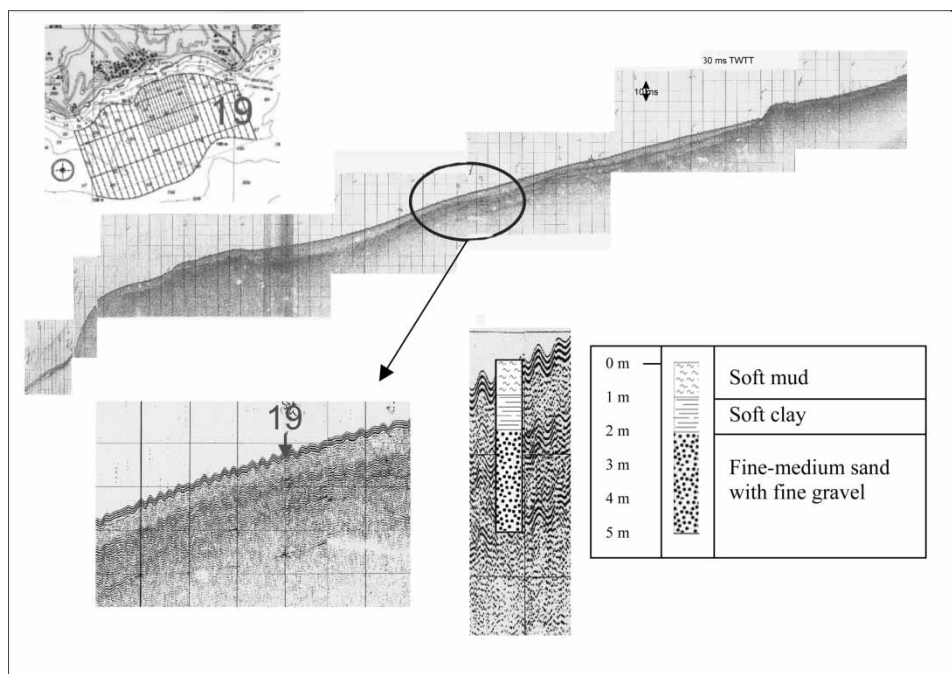 19
30 ms TWTT
10 ms
19
0 m
1 m
2 m
3 m
4 m
5 m
Soft mud
Soft clay
Fine-medium sand
with fine gravel